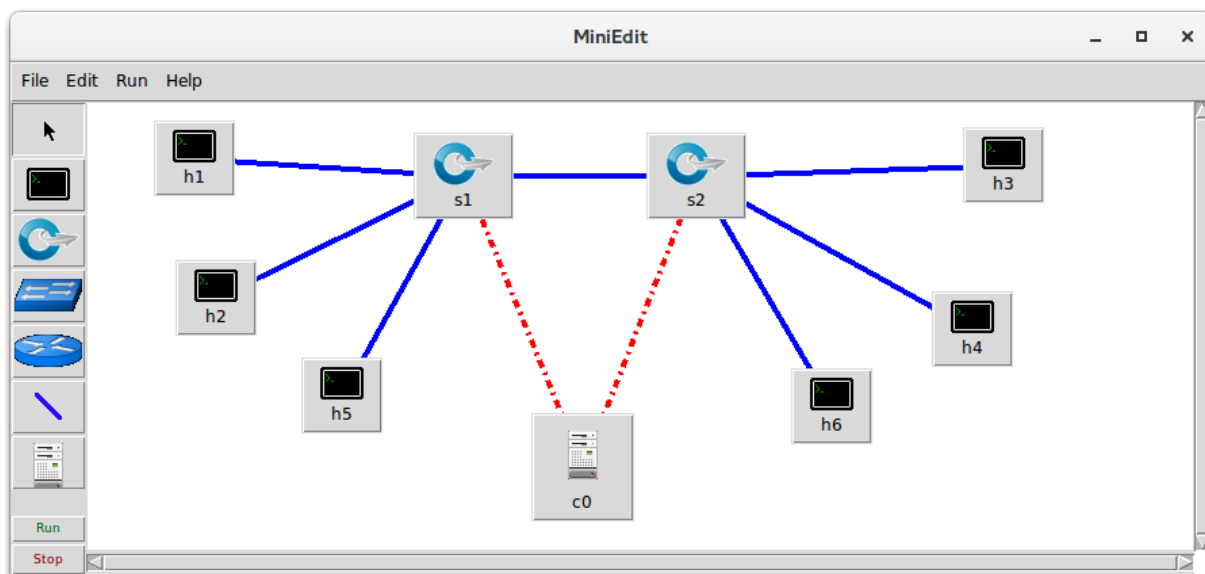 MiniEdit
File Edit Run Help
h1
s1
s2
h3
h2
h4
h5
h6
c0
Run
Stop